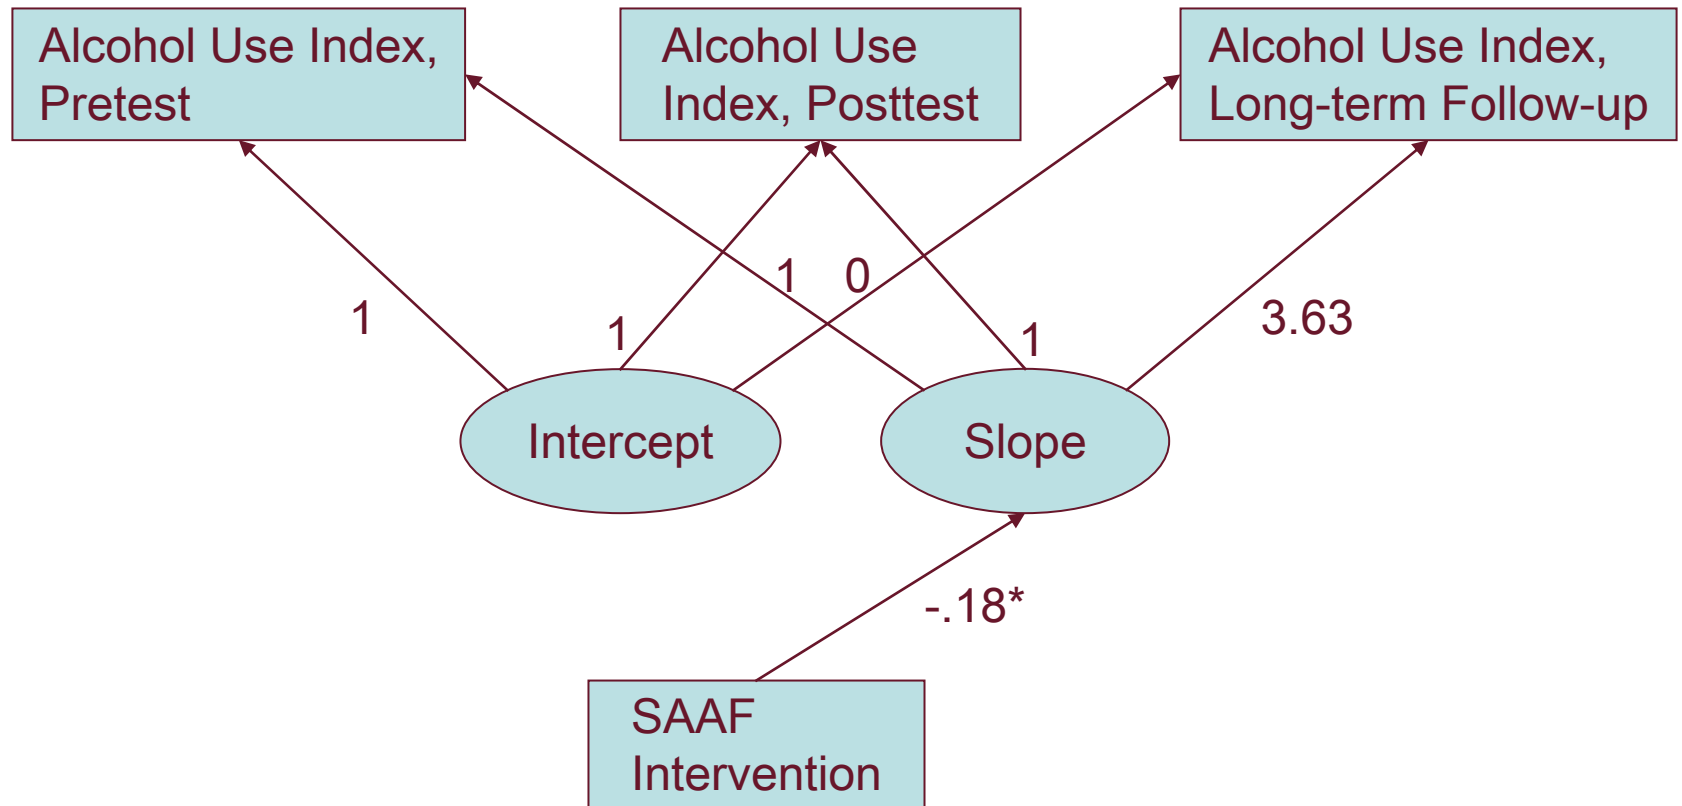 Alcohol Use Index,
Pretest
Alcohol Use
Index, Posttest
Alcohol Use Index,
Long-term Follow-up
1
1
1
0
1
3.63
Intercept
Slope
-.18*
SAAF
Intervention